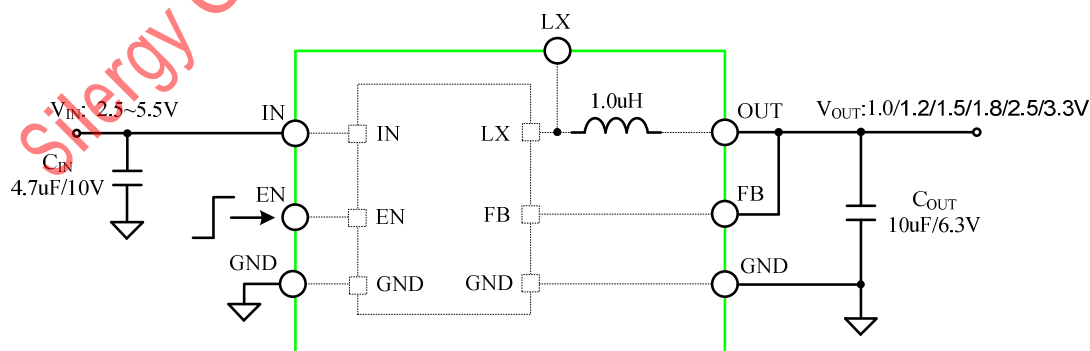 LX
1.0uH
VIN: 2.5~5.5V
IN
IN
LX
OUT
VOUT:1.0/1.2/1.5/1.8/2.5/3.3V
CIN
4.7uF/10V
EN
EN
FB
FB
COUT
10uF/6.3V
GND
GND
GND
GND
Silergy